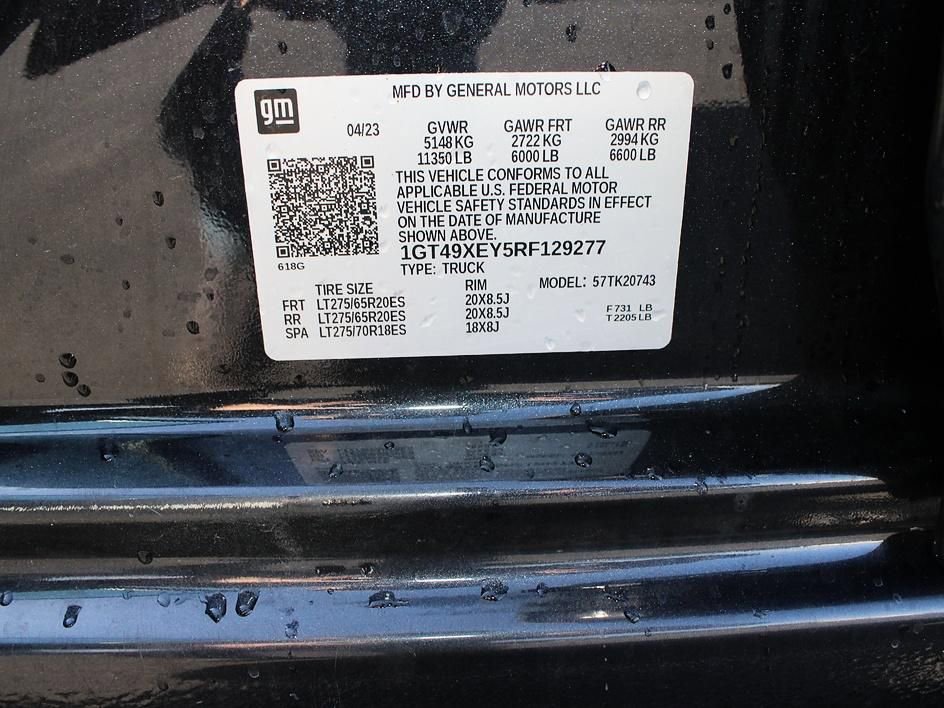 gm
MFD BY GENERAL MOTORS LLC
04/23
GVWR GAWR FRT GAWR RR
5148 KG 2722 KG 2994 KG
11350 LB 6000 LB 6600 LB
THIS VEHICLE CONFORMS TO ALL
APPLICABLE U.S. FEDERAL MOTOR
VEHICLE SAFETY STANDARDS IN EFFECT
ON THE DATE OF MANUFACTURE
SHOWN ABOVE.
1GT49XEY5RF129277
618G
TYPE: TRUCK
TIRE SIZE RIM MODEL: 57TK20743
FRT LT275/65R20ES 20X8.5J
RR LT275/65R20ES 20X8.5J
SPA LT275/70R18ES 18X8J
F 731 LB
T 2205 LB